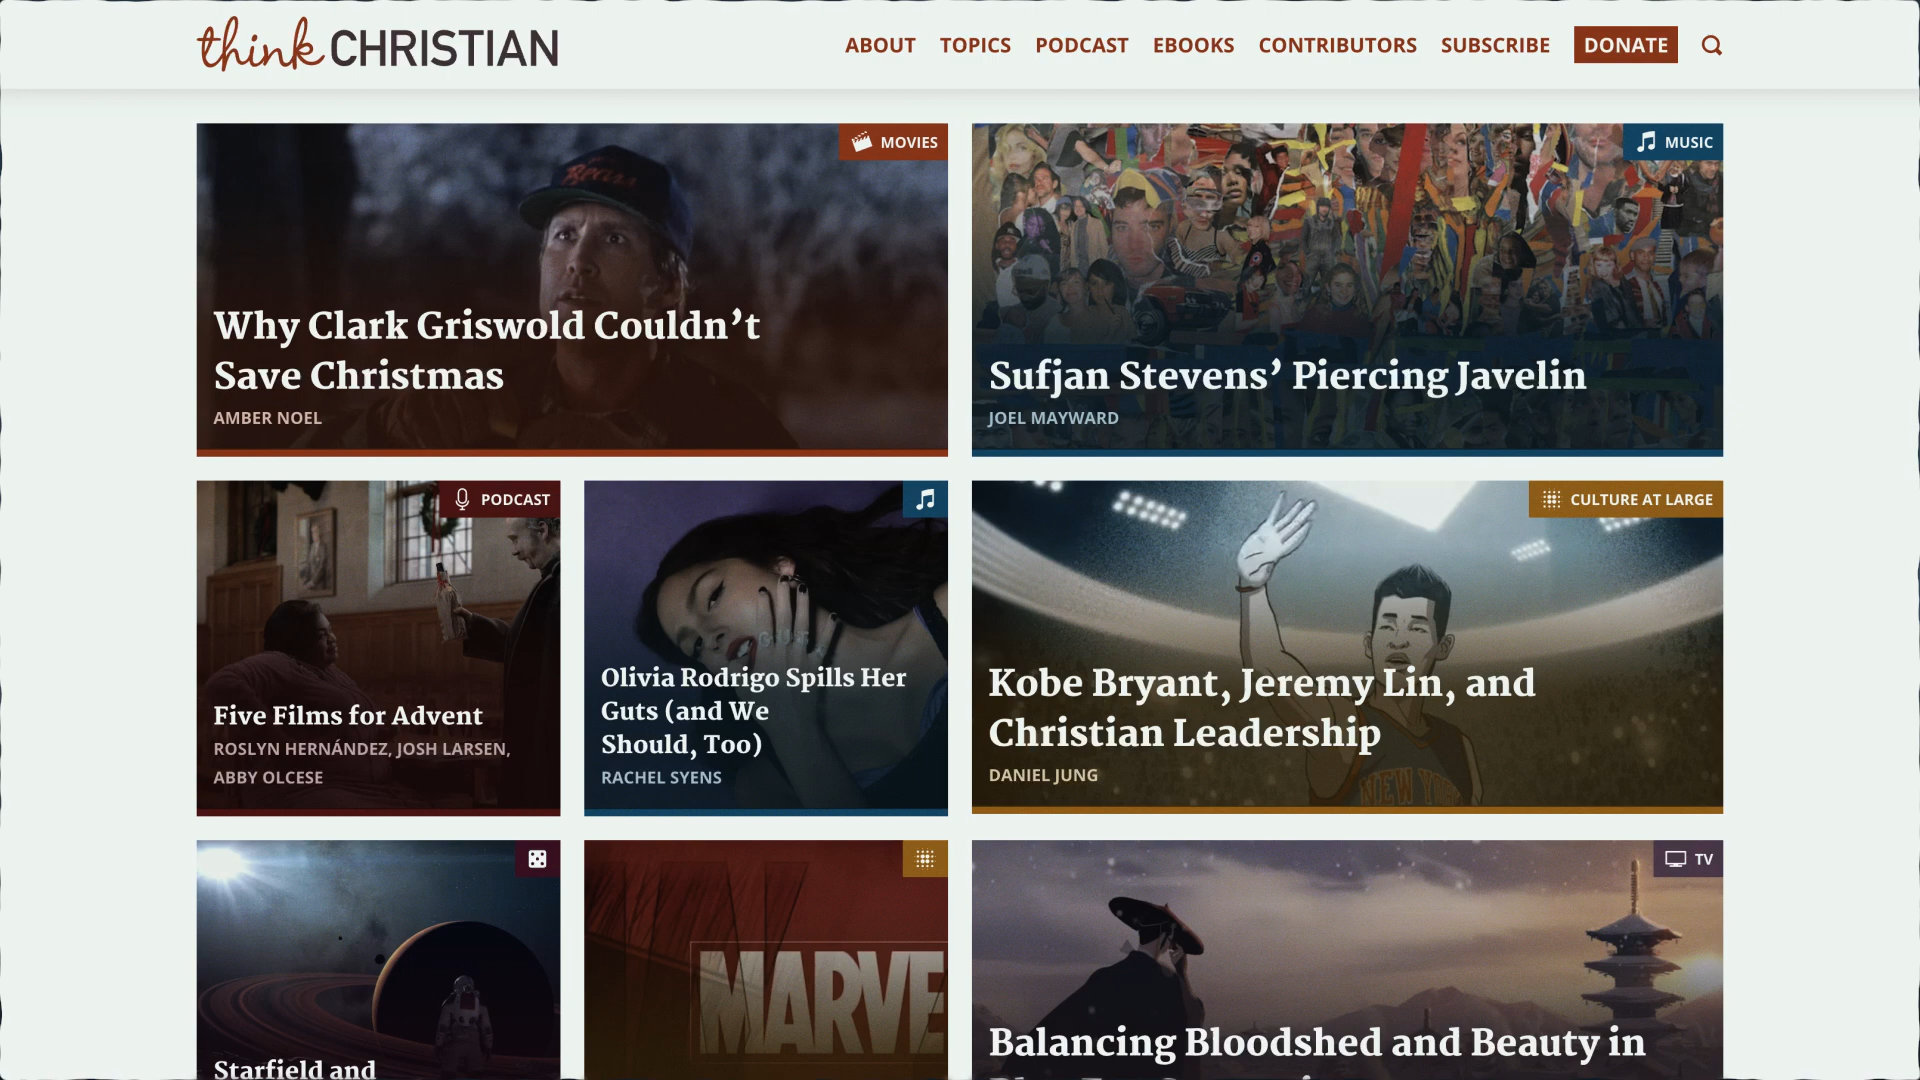 think CHRISTIAN
ABOUT TOPICS PODCAST EBOOKS CONTRIBUTORS SUBSCRIBE DONATE
MOVIES
Bears
Why Clark Griswold Couldn’t
Save Christmas
AMBER NOEL
MUSIC
Sufjan Stevens’ Piercing Javelin
JOEL MAYWARD
PODCAST
Five Films for Advent
ROSLYN HERNÁNDEZ, JOSH LARSEN,
ABBY OLCESE
Olivia Rodrigo Spills Her
Guts (and We
Should, Too)
RACHEL SYENS
CULTURE AT LARGE
Kobe Bryant, Jeremy Lin, and
Christian Leadership
DANIEL JUNG
NEW YORK
Starfield and
MARVE
TV
Balancing Bloodshed and Beauty in